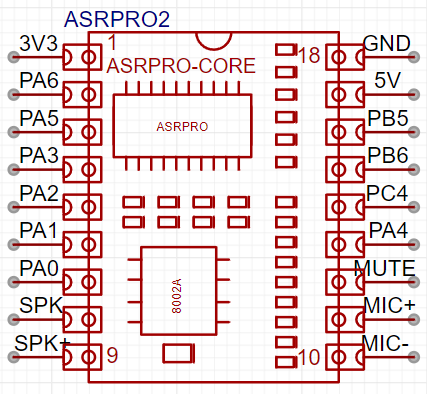 ASRPRO2
3V3 1 18 GND
ASRPRO-CORE
PA6 5V
PA5 ASRPRO PB5
PA3 PB6
PA2 PC4
PA1 PA4
PA0 8002A MUTE
SPK MIC+
SPK+ 9 10 MIC-